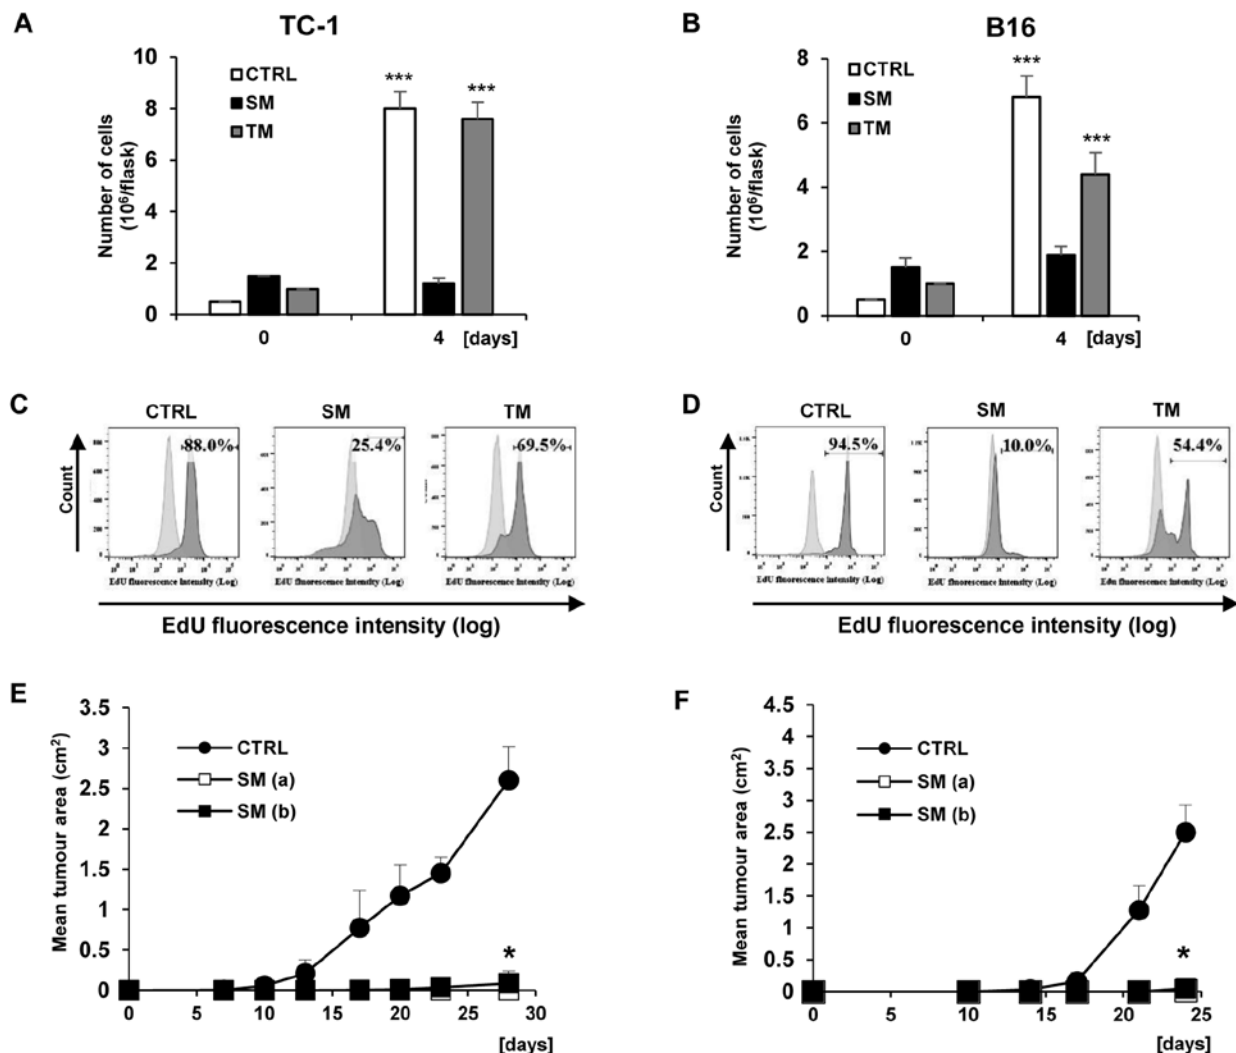 A
TC-1
10
8
6
4
2
0
Number of cells
(10⁶/flask)
CTRL
SM
TM
***
***
0
4
[days]
B
B16
8
6
4
2
0
Number of cells
(10⁶/flask)
CTRL
SM
TM
***
***
0
4
[days]
C
CTRL
SM
TM
Count
88.0%
25.4%
69.5%
EdU fluorescence intensity (Log)
EdU fluorescence intensity (Log)
EdU fluorescence intensity (Log)
EdU fluorescence intensity (log)
D
CTRL
SM
TM
Count
94.5%
10.0%
54.4%
EdU fluorescence intensity (Log)
EdU fluorescence intensity (Log)
Edu fluorescence intensity (Log)
EdU fluorescence intensity (log)
E
3.5
3
2.5
2
1.5
1
0.5
0
Mean tumour area (cm²)
CTRL
SM (a)
SM (b)
*
0
5
10
15
20
25
30
[days]
F
4.5
4
3.5
3
2.5
2
1.5
1
0.5
0
Mean tumour area (cm²)
CTRL
SM (a)
SM (b)
*
0
5
10
15
20
25
[days]